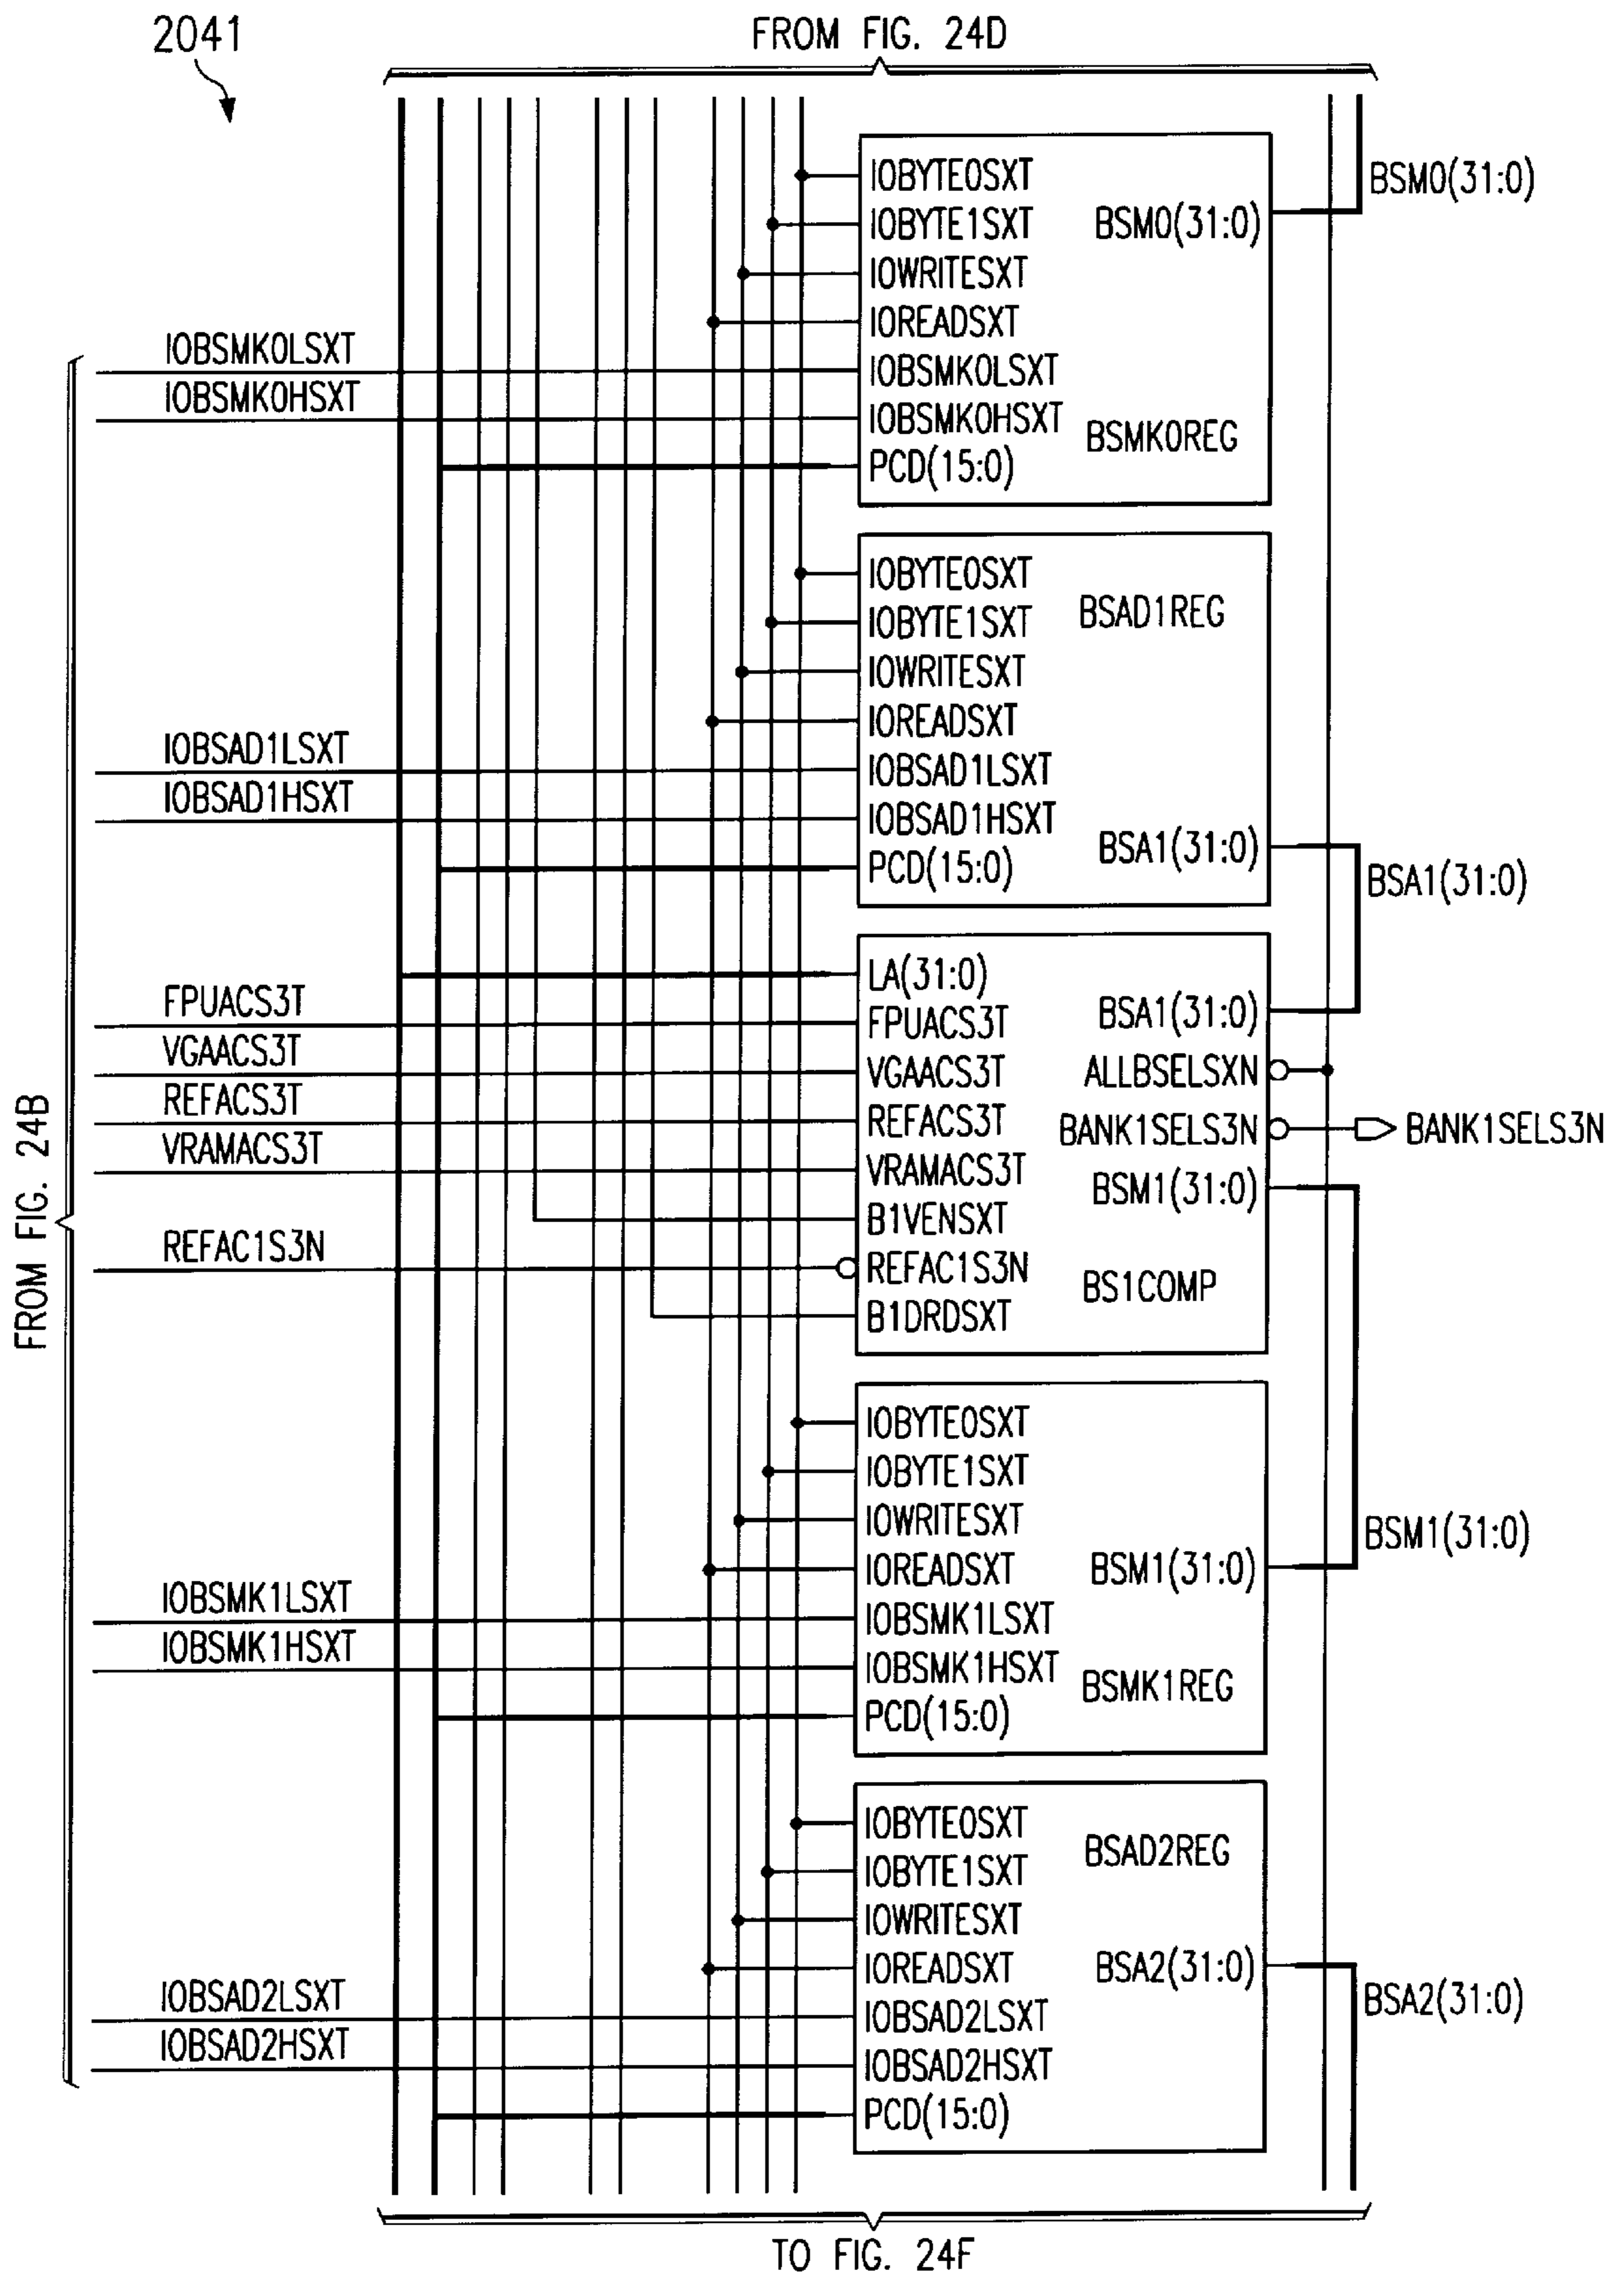 2041
FROM FIG. 24D
IOBYTE0SXT
IOBYTE1SXT
BSM0(31:0)
BSM0(31:0)
IOWRITESXT
IOREADSXT
IOBSMK0LSXT
IOBSMK0LSXT
IOBSMK0HSXT
IOBSMK0HSXT
BSMK0REG
PCD(15:0)
IOBYTE0SXT
BSAD1REG
IOBYTE1SXT
IOWRITESXT
IOREADSXT
IOBSAD1LSXT
IOBSAD1LSXT
IOBSAD1HSXT
IOBSAD1HSXT
BSA1(31:0)
PCD(15:0)
BSA1(31:0)
LA(31:0)
FPUACS3T
FPUACS3T
BSA1(31:0)
VGAACS3T
VGAACS3T
ALLBSELSXN
REFACS3T
REFACS3T
BANK1SELS3N
BANK1SELS3N
VRAMACS3T
VRAMACS3T
BSM1(31:0)
B1VENSXT
REFAC1S3N
REFAC1S3N
BS1COMP
B1DRDSXT
FROM FIG. 24B
IOBYTE0SXT
IOBYTE1SXT
IOWRITESXT
BSM1(31:0)
IOREADSXT
BSM1(31:0)
IOBSMK1LSXT
IOBSMK1LSXT
IOBSMK1HSXT
IOBSMK1HSXT
BSMK1REG
PCD(15:0)
IOBYTE0SXT
BSAD2REG
IOBYTE1SXT
IOWRITESXT
IOREADSXT
BSA2(31:0)
BSA2(31:0)
IOBSAD2LSXT
IOBSAD2LSXT
IOBSAD2HSXT
IOBSAD2HSXT
PCD(15:0)
TO FIG. 24F